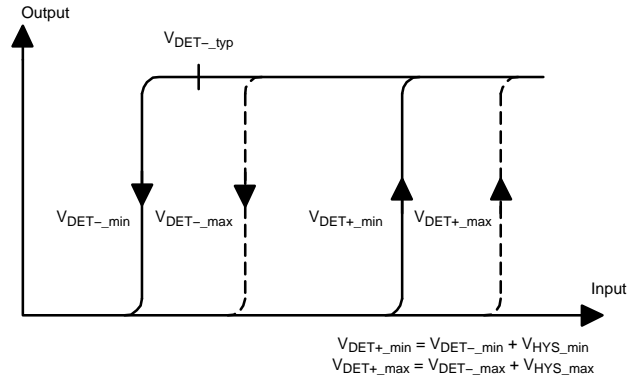 Output
VDET−_typ
VDET−_min VDET−_max VDET+_min VDET+_max
Input
VDET+_min = VDET−_min + VHYS_min
VDET+_max = VDET−_max + VHYS_max